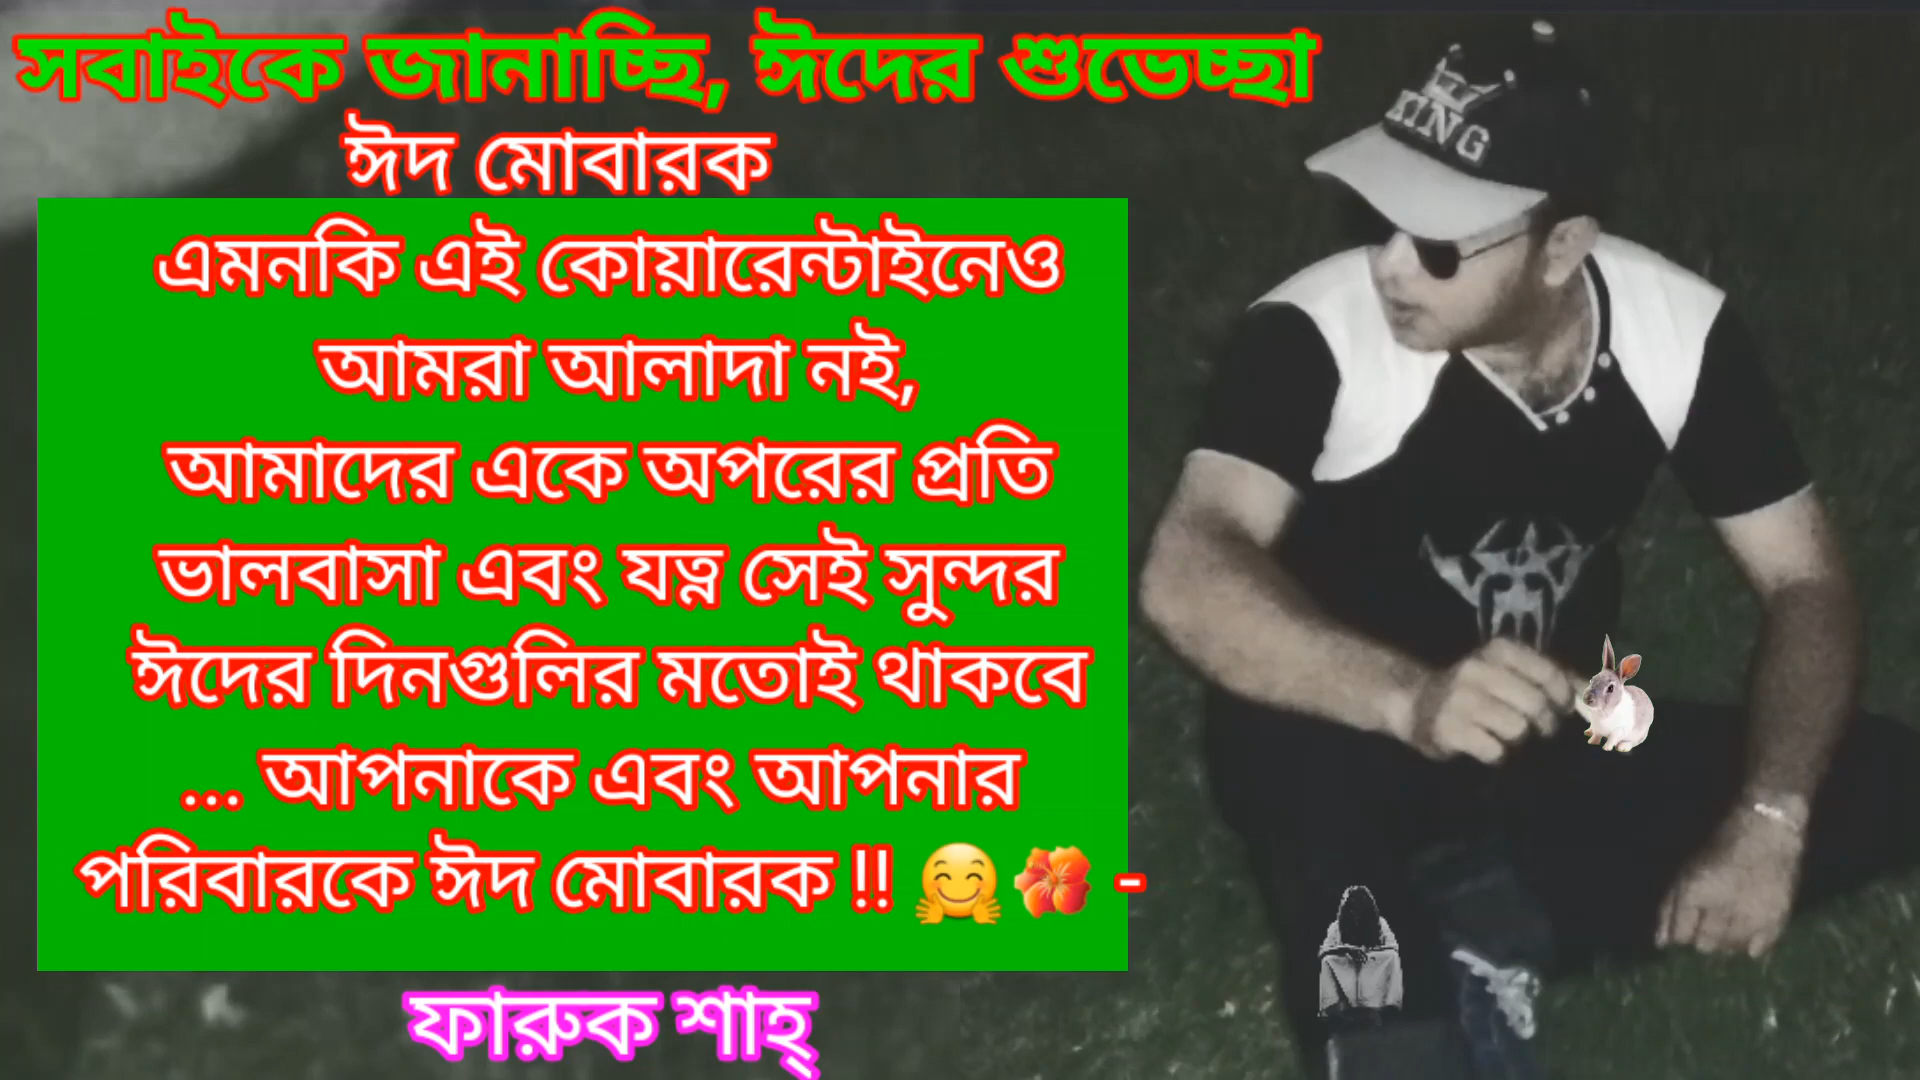 সবাইকে জানাচ্ছি, ঈদের শুভেচ্ছা
ঈদ মোবারক
এমনকি এই কোয়ারেন্টাইনেও
আমরা আলাদা নই,
আমাদের একে অপরের প্রতি
ভালবাসা এবং যত্ন সেই সুন্দর
ঈদের দিনগুলির মতোই থাকবে
... আপনাকে এবং আপনার
পরিবারকে ঈদ মোবারক !! 🤗🌺 -
ফারুক শাহ্
KING